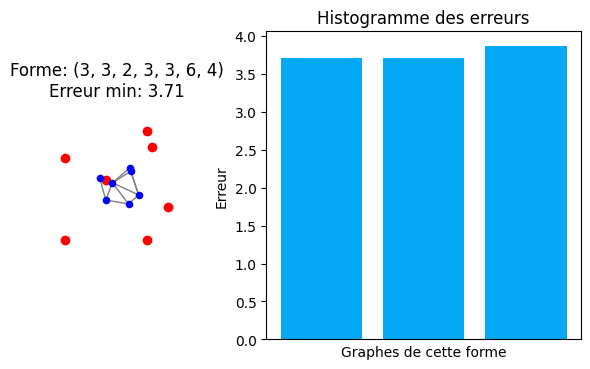 Forme: (3, 3, 2, 3, 3, 6, 4)
Erreur min: 3.71
Histogramme des erreurs
4.0
3.5
3.0
2.5
2.0
1.5
1.0
0.5
0.0
Erreur
Graphes de cette forme